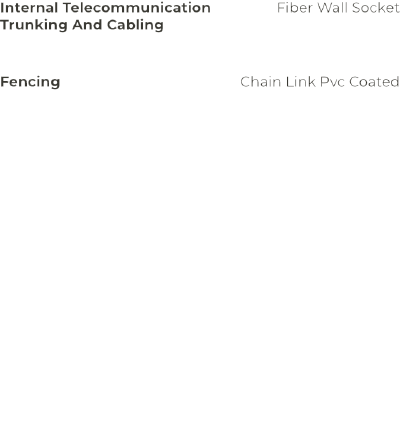 Internal Telecommunication Fiber Wall Socket
Trunking And Cabling
Fencing Chain Link Pvc Coated